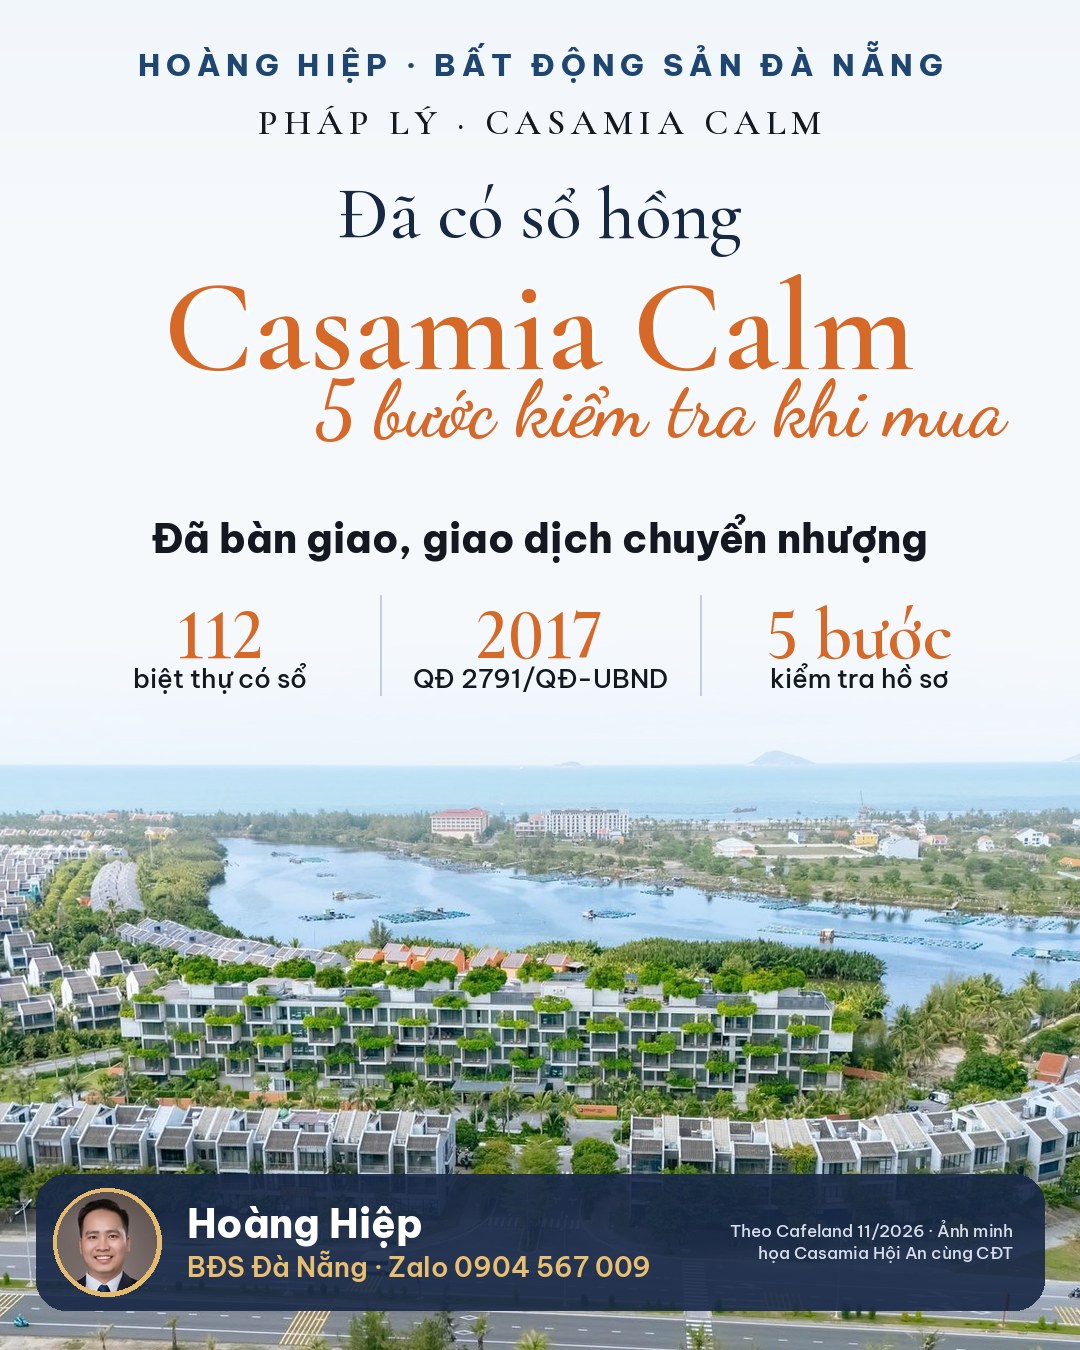 HOÀNG HIỆP · BẤT ĐỘNG SẢN ĐÀ NẴNG
PHÁP LÝ · CASAMIA CALM
Đã có sổ hồng
Casamia Calm
5 bước kiểm tra khi mua
Đã bàn giao, giao dịch chuyển nhượng
112
biệt thự có sổ
2017
QĐ 2791/QĐ-UBND
5 bước
kiểm tra hồ sơ
Hoàng Hiệp
BĐS Đà Nẵng · Zalo 0904 567 009
Theo Cafeland 11/2026 · Ảnh minh
họa Casamia Hội An cùng CĐT